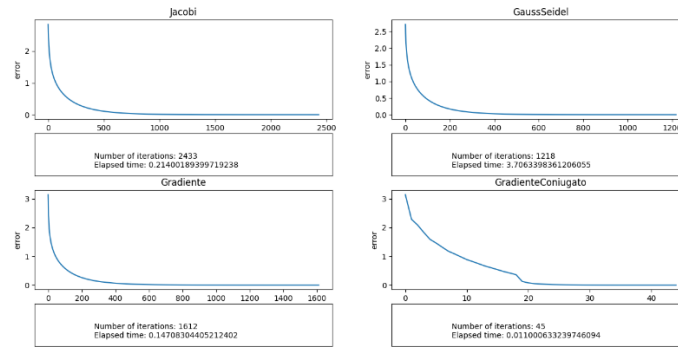 Jacobi
error
2
1
0
0 500 1000 1500 2000 2500
Number of iterations: 2433
Elapsed time: 0.21400189399719238
GaussSeidel
error
2.5
2.0
1.5
1.0
0.5
0.0
0 200 400 600 800 1000 1200
Number of iterations: 1218
Elapsed time: 3.7063398361206055
Gradiente
error
3
2
1
0
0 200 400 600 800 1000 1200 1400 1600
Number of iterations: 1612
Elapsed time: 0.14708304405212402
GradienteConiugato
error
3
2
1
0
0 10 20 30 40
Number of iterations: 45
Elapsed time: 0.011000633239746094